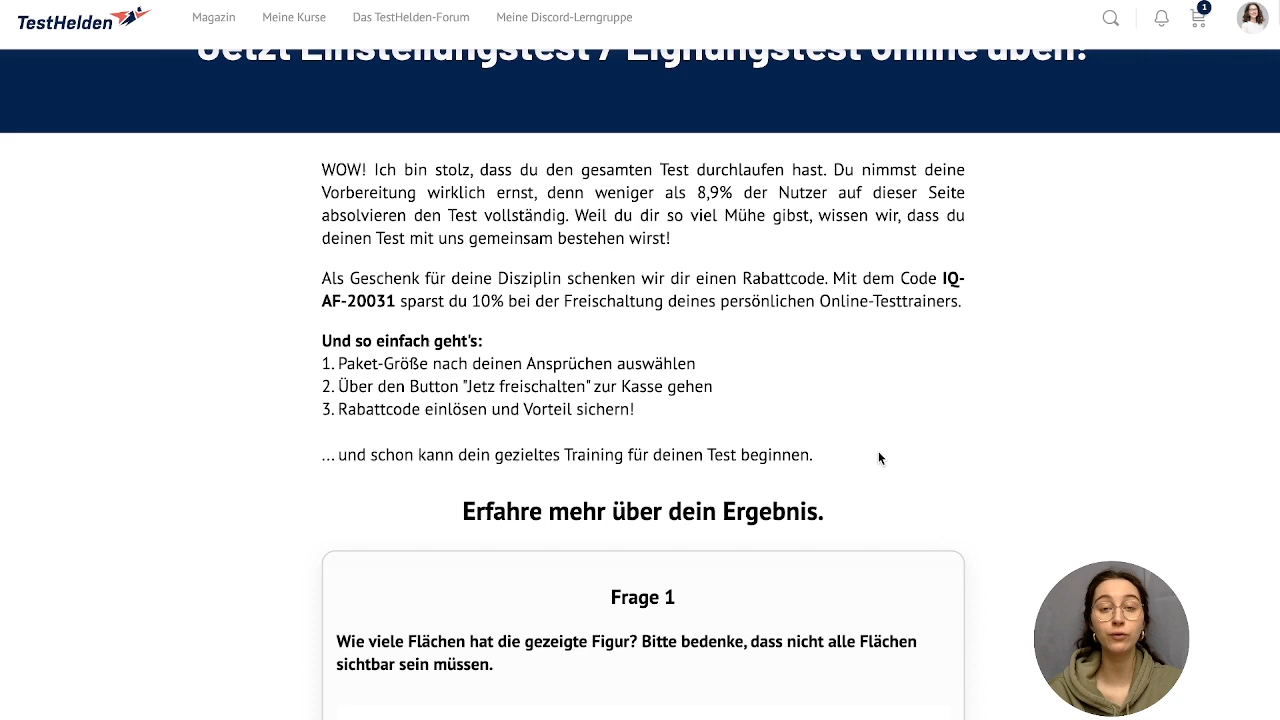 TestHelden
Magazin
Meine Kurse
Das TestHelden-Forum
Meine Discord-Lerngruppe
1
Jetzt Einstellungstest / Eignungstest online üben!
WOW! Ich bin stolz, dass du den gesamten Test durchlaufen hast. Du nimmst deine
Vorbereitung wirklich ernst, denn weniger als 8,9% der Nutzer auf dieser Seite
absolvieren den Test vollständig. Weil du dir so viel Mühe gibst, wissen wir, dass du
deinen Test mit uns gemeinsam bestehen wirst!
Als Geschenk für deine Disziplin schenken wir dir einen Rabattcode. Mit dem Code IQ-
AF-20031 sparst du 10% bei der Freischaltung deines persönlichen Online-Testtrainers.
Und so einfach geht's:
1. Paket-Größe nach deinen Ansprüchen auswählen
2. Über den Button "Jetz freischalten" zur Kasse gehen
3. Rabattcode einlösen und Vorteil sichern!
... und schon kann dein gezieltes Training für deinen Test beginnen.
Erfahre mehr über dein Ergebnis.
Frage 1
Wie viele Flächen hat die gezeigte Figur? Bitte bedenke, dass nicht alle Flächen
sichtbar sein müssen.